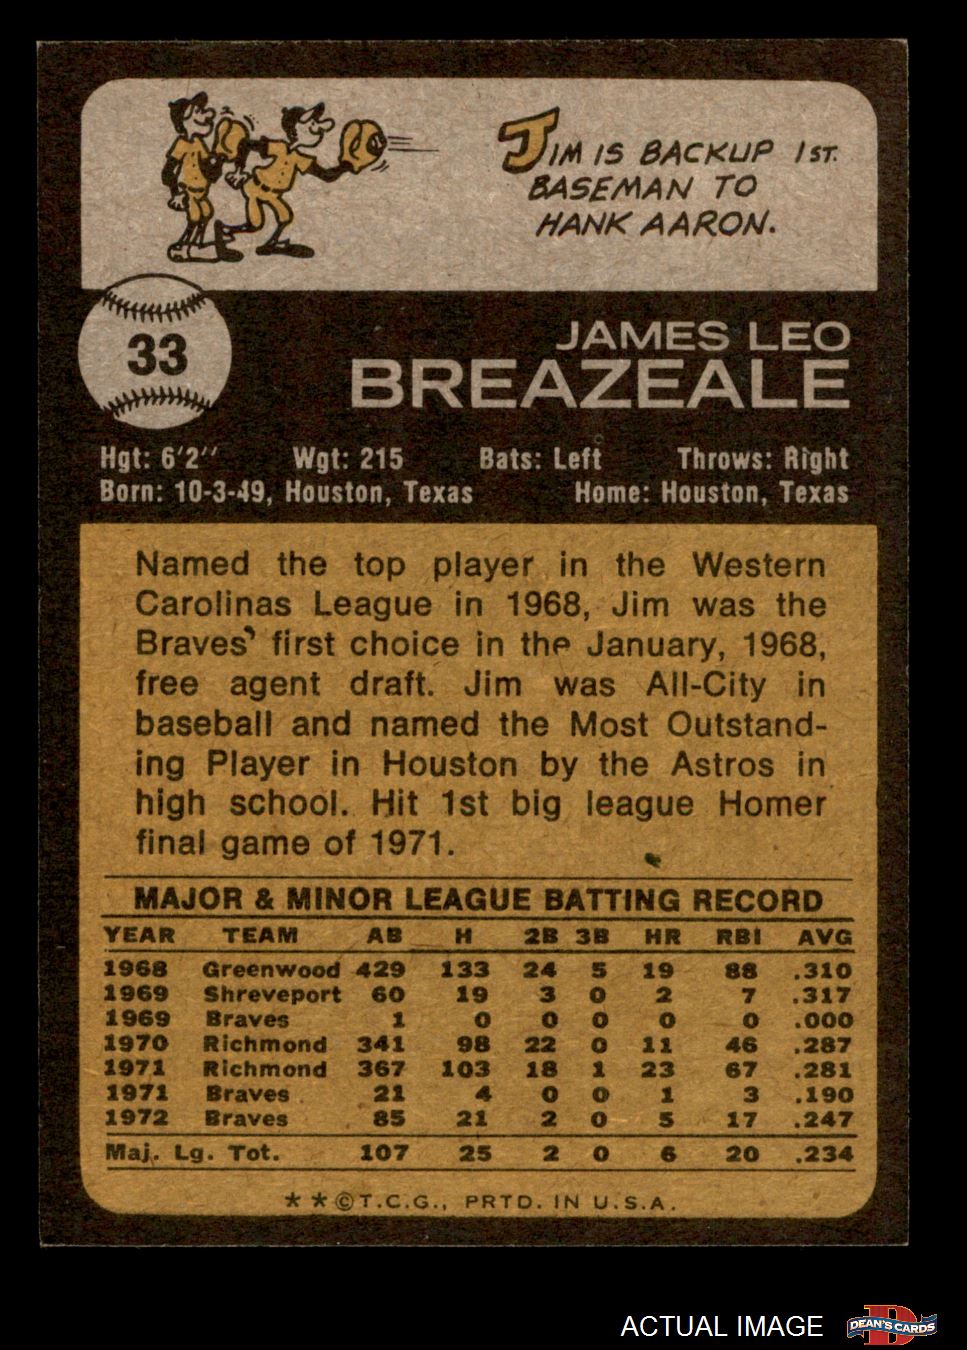 JIM IS BACKUP 1ST.
BASEMAN TO
HANK AARON.
33
JAMES LEO
BREAZEALE
Hgt: 6'2" Wgt: 215 Bats: Left Throws: Right
Born: 10-3-49, Houston, Texas Home: Houston, Texas
Named the top player in the Western
Carolinas League in 1968, Jim was the
Braves' first choice in the January, 1968,
free agent draft. Jim was All-City in
baseball and named the Most Outstand-
ing Player in Houston by the Astros in
high school. Hit 1st big league Homer
final game of 1971.
MAJOR & MINOR LEAGUE BATTING RECORD
YEAR TEAM AB H 2B 3B HR RBI AVG
1968 Greenwood 429 133 24 5 19 88 .310
1969 Shreveport 60 19 3 0 2 7 .317
1969 Braves 1 0 0 0 0 0 .000
1970 Richmond 341 98 22 0 11 46 .287
1971 Richmond 367 103 18 1 23 67 .281
1971 Braves 21 4 0 0 1 3 .190
1972 Braves 85 21 2 0 5 17 .247
Maj. Lg. Tot. 107 25 2 0 6 20 .234
* * © T.C.G., PRTD. IN U.S.A.
ACTUAL IMAGE
DEAN'S CARDS